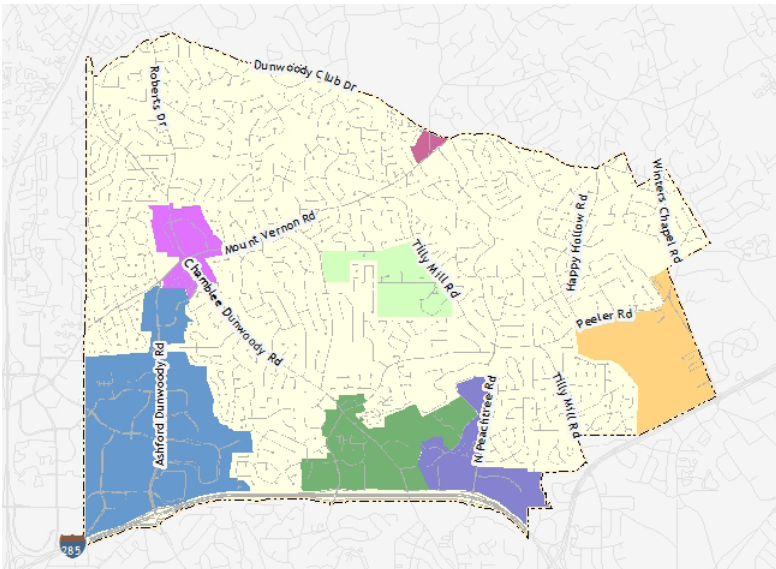 Dunwoody Club Dr
Roberts Dr
Winters Chapel Rd
Happy Hollow Rd
Mount Vernon Rd
Tilly Mill Rd
Chamblee Dunwoody Rd
Peeler Rd
Ashford Dunwoody Rd
N Peachtree Rd
Tilly Mill Rd
285